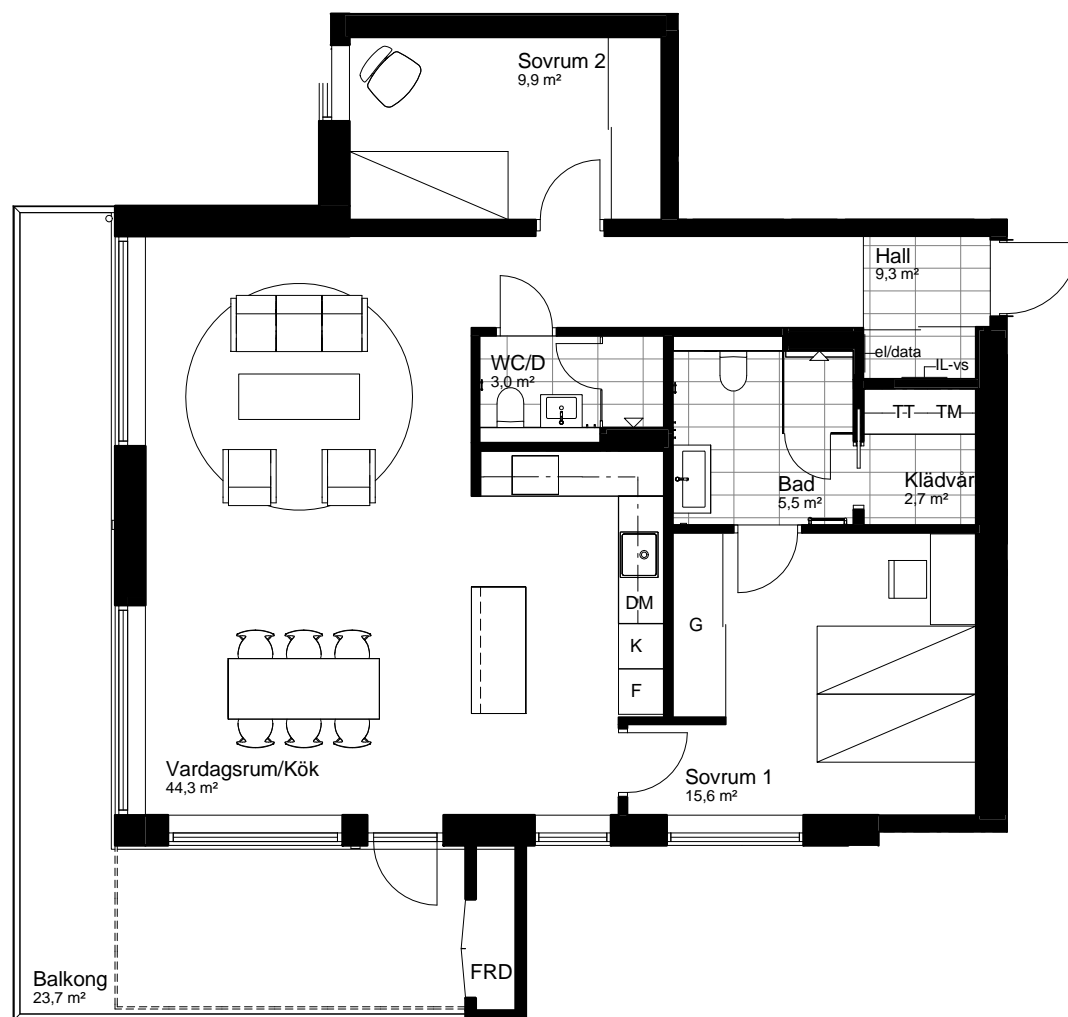 Sovrum 2
9,9 m²
Hall
9,3 m²
el/data
IL-vs
WC/D
3,0 m²
TT
TM
Bad
5,5 m²
Klädvår
2,7 m²
DM
K
F
G
Vardagsrum/Kök
44,3 m²
Sovrum 1
15,6 m²
Balkong
23,7 m²
FRD